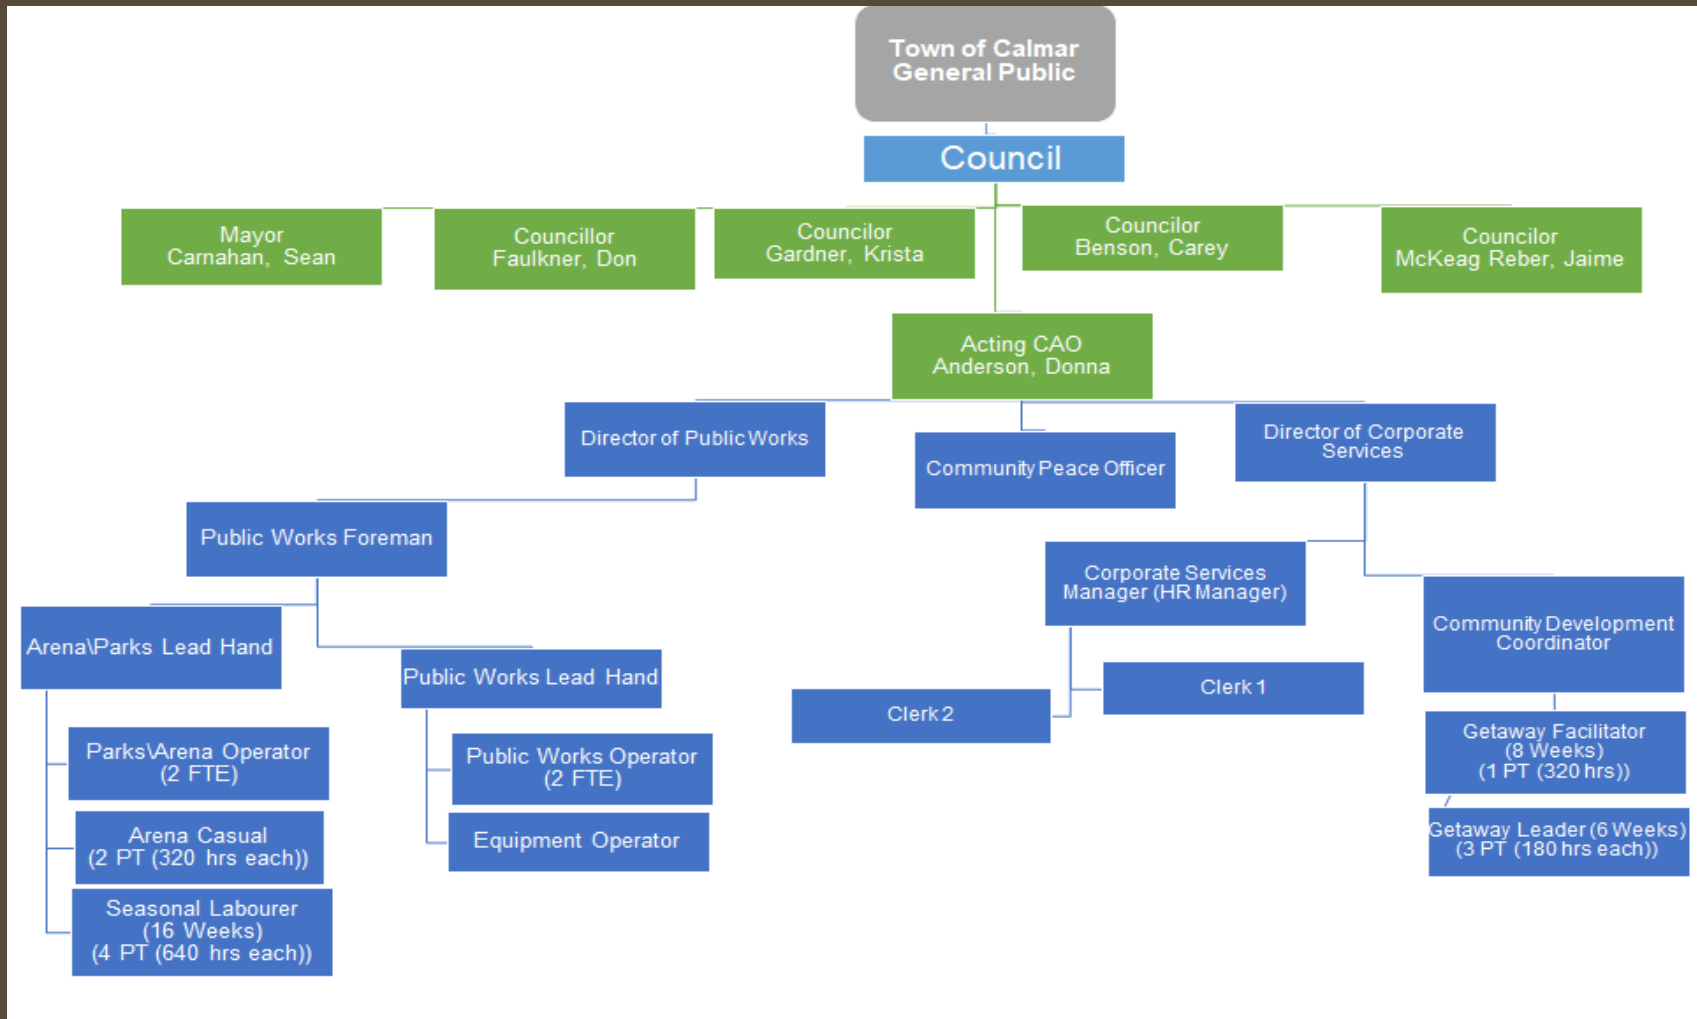 Town of Calmar
General Public
Council
Mayor
Carnahan, Sean
Councillor
Faulkner, Don
Councilor
Gardner, Krista
Councilor
Benson, Carey
Councilor
McKeag Reber, Jaime
Acting CAO
Anderson, Donna
Director of Public Works
Community Peace Officer
Director of Corporate
Services
Public Works Foreman
Corporate Services
Manager (HR Manager)
Community Development
Coordinator
Arena\Parks Lead Hand
Public Works Lead Hand
Clerk 2
Clerk 1
Parks\Arena Operator
(2 FTE)
Public Works Operator
(2 FTE)
Getaway Facilitator
(8 Weeks)
(1 PT (320 hrs))
Arena Casual
(2 PT (320 hrs each))
Equipment Operator
Getaway Leader (6 Weeks)
(3 PT (180 hrs each))
Seasonal Labourer
(16 Weeks)
(4 PT (640 hrs each))